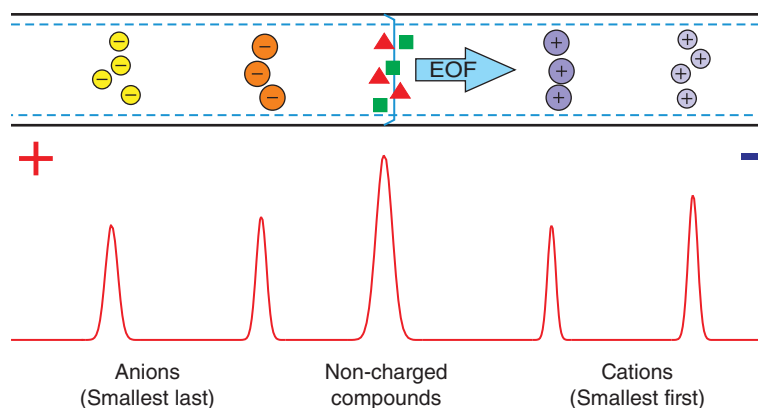 EOF
+
−
Anions
(Smallest last)
Non-charged
compounds
Cations
(Smallest first)